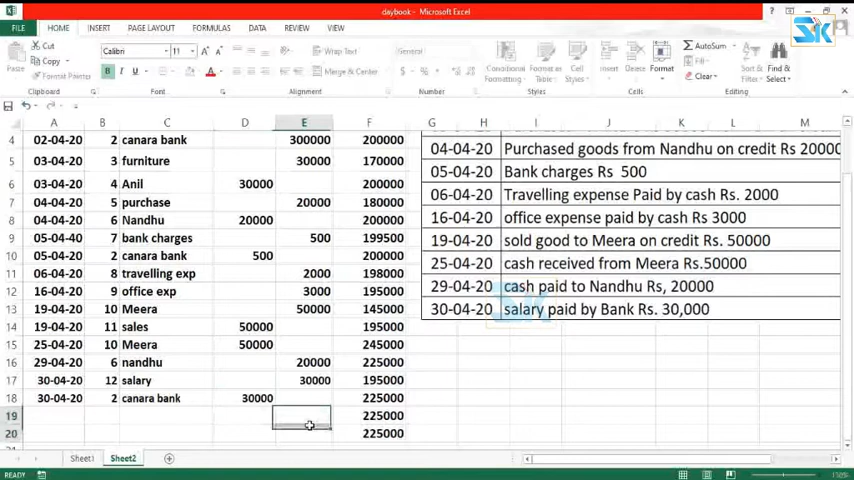 daybook - Microsoft Excel
FILE HOME INSERT PAGE LAYOUT FORMULAS DATA REVIEW VIEW
Cut
Copy
Format Painter
Paste
Clipboard
Calibri 11
B I U
Font
Wrap Text
Merge & Center
Alignment
General
Number
Conditional Formatting
Format as Table
Cell Styles
Styles
Insert Delete Format
Cells
AutoSum
Fill
Clear
Sort & Filter
Find & Select
Editing
SK
A B C D E F G H I J K L M
4 02-04-20 2 canara bank 300000 200000
5 03-04-20 3 furniture 30000 170000
6 03-04-20 4 Anil 30000 200000
7 04-04-20 5 purchase 20000 180000
8 04-04-20 6 Nandhu 20000 200000
9 05-04-40 7 bank charges 500 199500
10 05-04-20 2 canara bank 500 200000
11 06-04-20 8 travelling exp 2000 198000
12 16-04-20 9 office exp 3000 195000
13 19-04-20 10 Meera 50000 145000
14 19-04-20 11 sales 50000 195000
15 25-04-20 10 Meera 50000 245000
16 29-04-20 6 nandhu 20000 225000
17 30-04-20 12 salary 30000 195000
18 30-04-20 2 canara bank 30000 225000
19 225000
20 225000
04-04-20 Purchased goods from Nandhu on credit Rs 20000
05-04-20 Bank charges Rs 500
06-04-20 Travelling expense Paid by cash Rs. 2000
16-04-20 office expense paid by cash Rs 3000
19-04-20 sold good to Meera on credit Rs. 50000
25-04-20 cash received from Meera Rs.50000
29-04-20 cash paid to Nandhu Rs, 20000
30-04-20 salary paid by Bank Rs. 30,000
SK
Sheet1 Sheet2